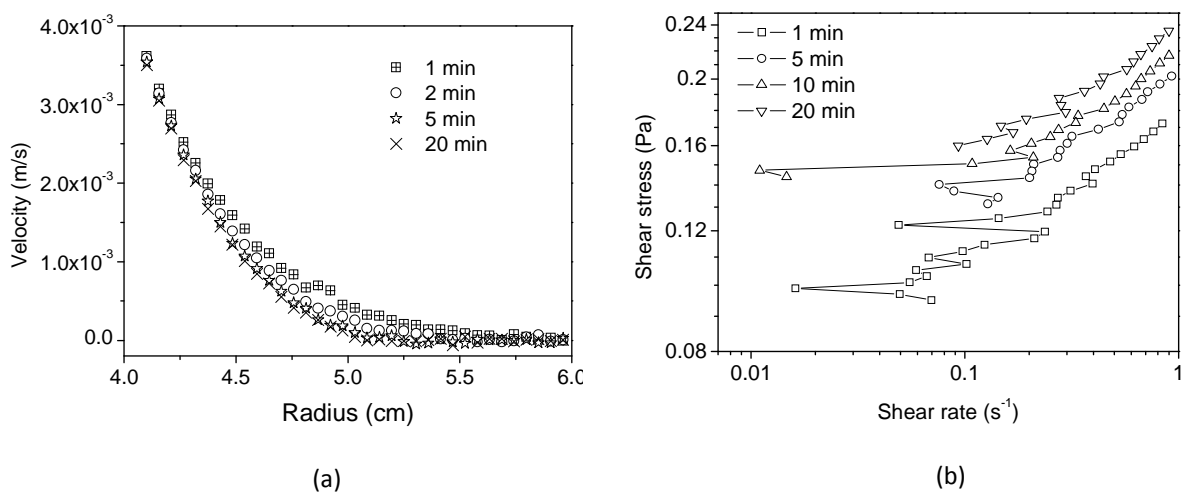 4.0x10⁻³
3.0x10⁻³
2.0x10⁻³
1.0x10⁻³
0.0
Velocity (m/s)
1 min
2 min
5 min
20 min
4.0 4.5 5.0 5.5 6.0
Radius (cm)
(a)
0.24
0.2
0.16
0.12
0.08
Shear stress (Pa)
1 min
5 min
10 min
20 min
0.01 0.1 1
Shear rate (s⁻¹)
(b)